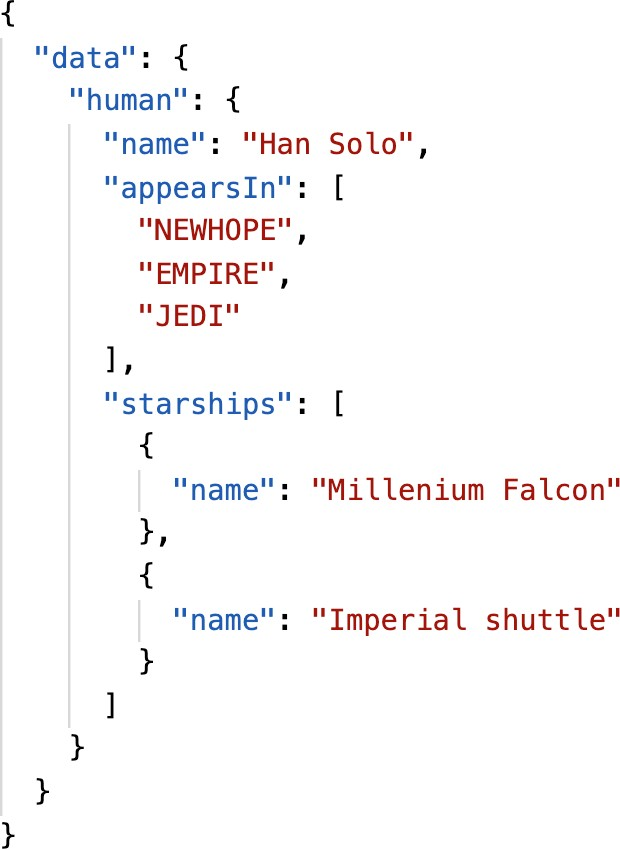 {
  "data": {
    "human": {
      "name": "Han Solo",
      "appearsIn": [
        "NEWHOPE",
        "EMPIRE",
        "JEDI"
      ],
      "starships": [
        {
          "name": "Millenium Falcon"
        },
        {
          "name": "Imperial shuttle"
        }
      ]
    }
  }
}